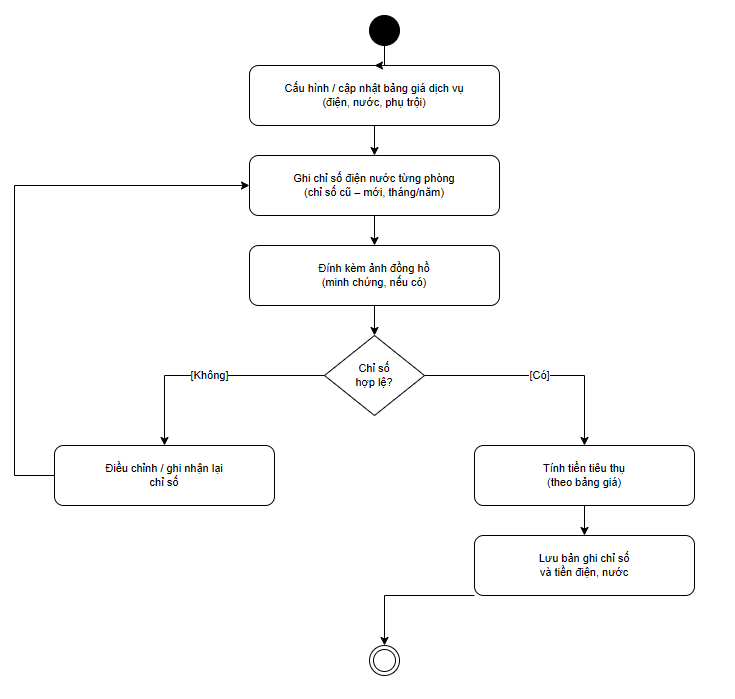 Cấu hình / cập nhật bảng giá dịch vụ
(điện, nước, phụ trội)
Ghi chỉ số điện nước từng phòng
(chỉ số cũ – mới, tháng/năm)
Đính kèm ảnh đồng hồ
(minh chứng, nếu có)
Chỉ số
hợp lệ?
[Không]
[Có]
Điều chỉnh / ghi nhận lại
chỉ số
Tính tiền tiêu thụ
(theo bảng giá)
Lưu bản ghi chỉ số
và tiền điện, nước